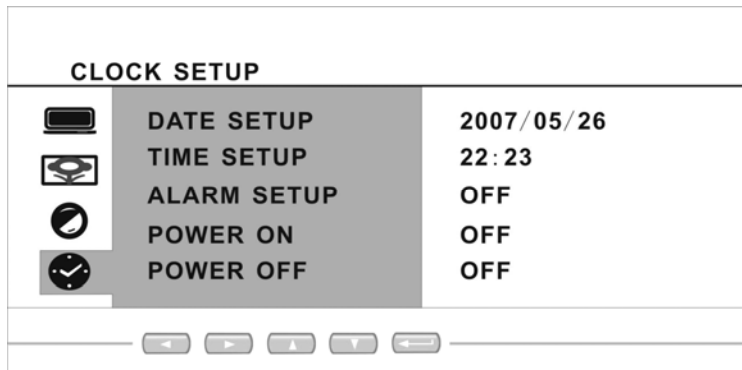 CLOCK SETUP
DATE SETUP 2007/05/26
TIME SETUP 22:23
ALARM SETUP OFF
POWER ON OFF
POWER OFF OFF